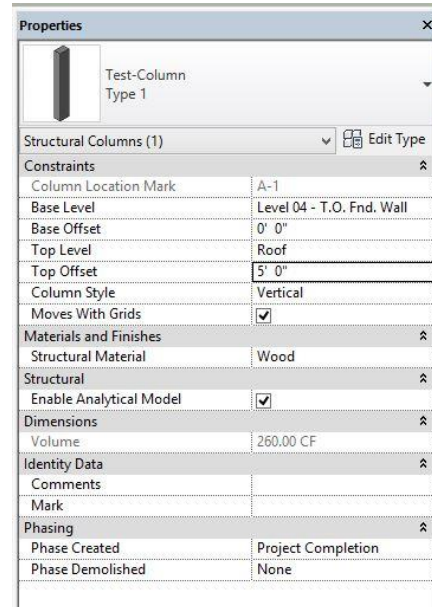 Properties
Test-Column
Type 1
Structural Columns (1) Edit Type
Constraints
Column Location Mark A-1
Base Level Level 04 - T.O. Fnd. Wall
Base Offset 0' 0"
Top Level Roof
Top Offset 5' 0"
Column Style Vertical
Moves With Grids
Materials and Finishes
Structural Material Wood
Structural
Enable Analytical Model
Dimensions
Volume 260.00 CF
Identity Data
Comments
Mark
Phasing
Phase Created Project Completion
Phase Demolished None